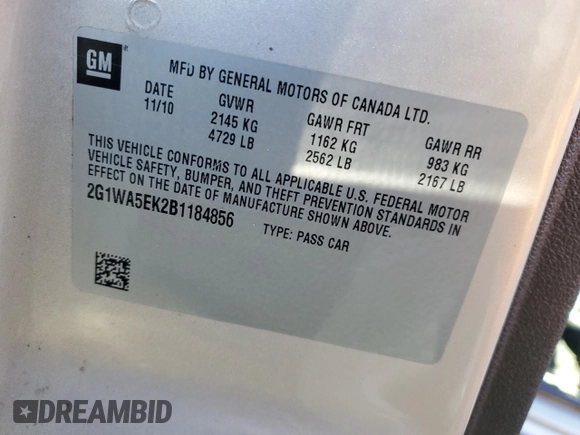 GM
MFD BY GENERAL MOTORS OF CANADA LTD.
DATE GVWR GAWR FRT GAWR RR
11/10 2145 KG 1162 KG 983 KG
4729 LB 2562 LB 2167 LB
THIS VEHICLE CONFORMS TO ALL APPLICABLE U.S. FEDERAL MOTOR
VEHICLE SAFETY, BUMPER, AND THEFT PREVENTION STANDARDS IN
EFFECT ON THE DATE OF MANUFACTURE SHOWN ABOVE.
2G1WA5EK2B1184856 TYPE: PASS CAR
DREAMBID